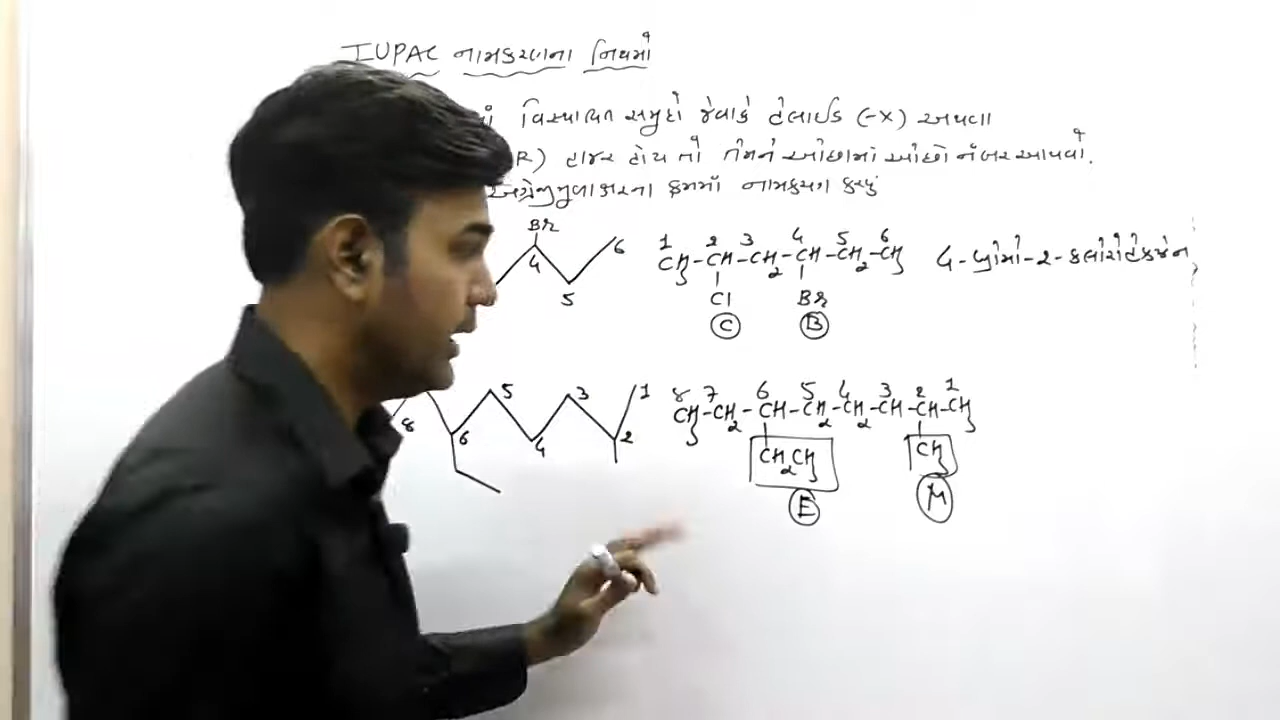 IUPAC નામકરણના નિયમો
વિસ્થાપિત સમુહો જેવાકે હેલાઈડ (-X) અથવા
R) હાજર હોય તો તેમને ઓછામાં ઓછો નંબર આપવો.
અંગ્રેજીમુળાક્ષરના ક્રમમાં નામકરણ કરવું
Br
4 5 6
1 2 3 4 5 6
CH3-CH-CH2-CH-CH2-CH3 4-બ્રોમો-2-ક્લોરોહેક્ઝેન
Cl Br
C B
8 6 5 4 3 2 1
8 7 6 5 4 3 2 1
CH3-CH2-CH-CH2-CH2-CH-CH-CH3
CH2CH3 CH3
E M